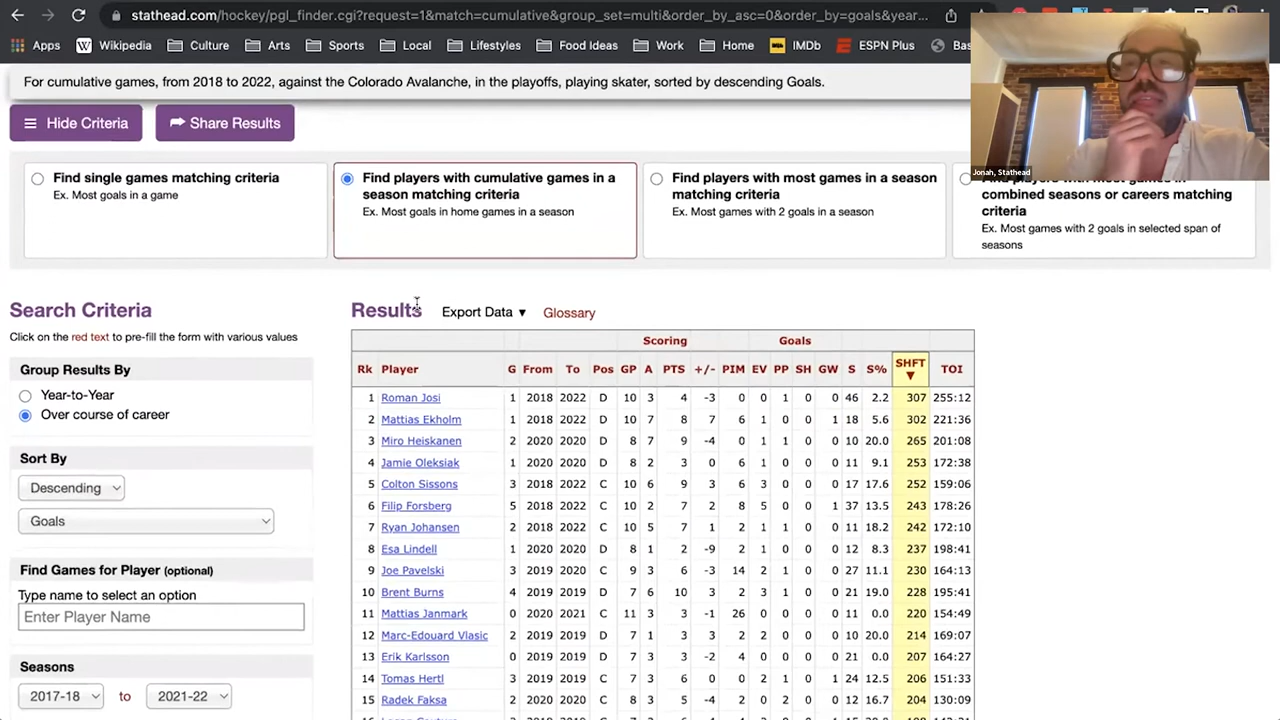 stathead.com/hockey/pgl_finder.cgi?request=1&match=cumulative&group_set=multi&order_by_asc=0&order_by=goals&year...
Apps Wikipedia Culture Arts Sports Local Lifestyles Food Ideas Work Home IMDb ESPN Plus Bas
For cumulative games, from 2018 to 2022, against the Colorado Avalanche, in the playoffs, playing skater, sorted by descending Goals.
Hide Criteria Share Results
Jonah, Stathead
Find single games matching criteria
Ex. Most goals in a game
Find players with cumulative games in a
season matching criteria
Ex. Most goals in home games in a season
Find players with most games in a season
matching criteria
Ex. Most games with 2 goals in a season
combined seasons or careers matching
criteria
Ex. Most games with 2 goals in selected span of
seasons
Search Criteria
Click on the red text to pre-fill the form with various values
Group Results By
Year-to-Year
Over course of career
Sort By
Descending
Goals
Find Games for Player (optional)
Type name to select an option
Enter Player Name
Seasons
2017-18 to 2021-22
Results Export Data ▼ Glossary
Scoring Goals
Rk Player G From To Pos GP A PTS +/- PIM EV PP SH GW S S% SHFT ▼ TOI
1 Roman Josi 1 2018 2022 D 10 3 4 -3 0 0 1 0 0 46 2.2 307 255:12
2 Mattias Ekholm 1 2018 2022 D 10 7 8 7 6 1 0 0 1 18 5.6 302 221:36
3 Miro Heiskanen 2 2020 2020 D 8 7 9 -4 0 1 1 0 0 10 20.0 265 201:08
4 Jamie Oleksiak 1 2020 2020 D 8 2 3 0 6 1 0 0 0 11 9.1 253 172:38
5 Colton Sissons 3 2018 2022 C 10 6 9 3 6 3 0 0 0 17 17.6 252 159:06
6 Filip Forsberg 5 2018 2022 C 10 2 7 2 8 5 0 0 1 37 13.5 243 178:26
7 Ryan Johansen 2 2018 2022 C 10 5 7 1 2 1 1 0 0 11 18.2 242 172:10
8 Esa Lindell 1 2020 2020 D 8 1 2 -9 2 1 0 0 0 12 8.3 237 198:41
9 Joe Pavelski 3 2019 2020 C 9 3 6 -3 14 2 1 0 0 27 11.1 230 164:13
10 Brent Burns 4 2019 2019 D 7 6 10 3 2 3 1 0 0 21 19.0 228 195:41
11 Mattias Janmark 0 2020 2021 C 11 3 3 -1 26 0 0 0 0 11 0.0 220 154:49
12 Marc-Edouard Vlasic 2 2019 2019 D 7 1 3 3 2 2 0 0 0 10 20.0 214 169:07
13 Erik Karlsson 0 2019 2019 D 7 3 3 -2 4 0 0 0 0 21 0.0 207 164:27
14 Tomas Hertl 3 2019 2019 C 7 3 6 0 0 2 1 0 1 24 12.5 206 151:33
15 Radek Faksa 2 2020 2020 C 8 3 5 -4 2 0 2 0 0 12 16.7 204 130:09